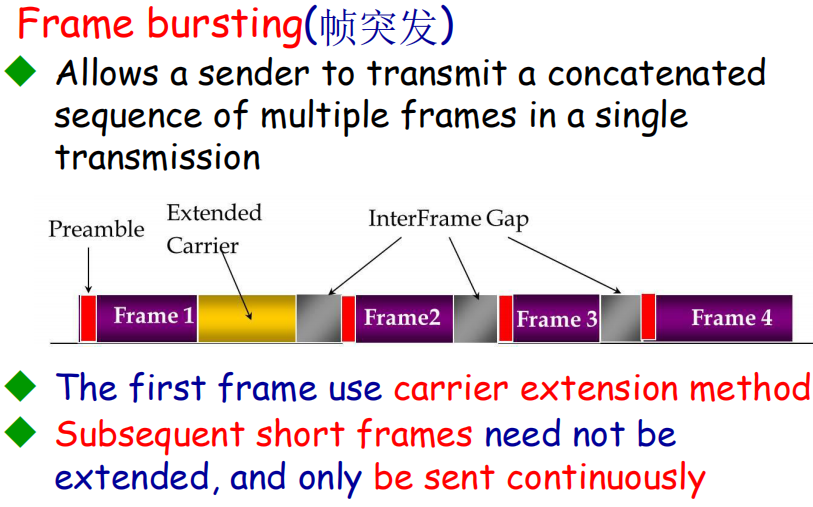 Frame bursting(帧突发)
Allows a sender to transmit a concatenated
sequence of multiple frames in a single
transmission
Preamble
Extended
Carrier
InterFrame Gap
Frame 1
Frame2
Frame 3
Frame 4
The first frame use carrier extension method
Subsequent short frames need not be
extended, and only be sent continuously